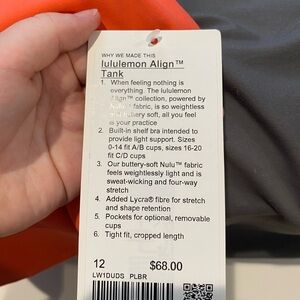 WHY WE MADE THIS
lululemon Align™
Tank
1. When feeling nothing is
everything. The lululemon
Align™ collection, powered by
Nulu™ fabric, is so weightless
and buttery soft, all you feel
is your practice
2. Built-in shelf bra intended to
provide light support. Sizes
0-14 fit A/B cups, sizes 16-20
fit C/D cups
3. Our buttery-soft Nulu™ fabric
feels weightlessly light and is
sweat-wicking and four-way
stretch
4. Added Lycra® fibre for stretch
and shape retention
5. Pockets for optional, removable
cups
6. Tight fit, cropped length
12 $68.00
LW1DUDS PLBR